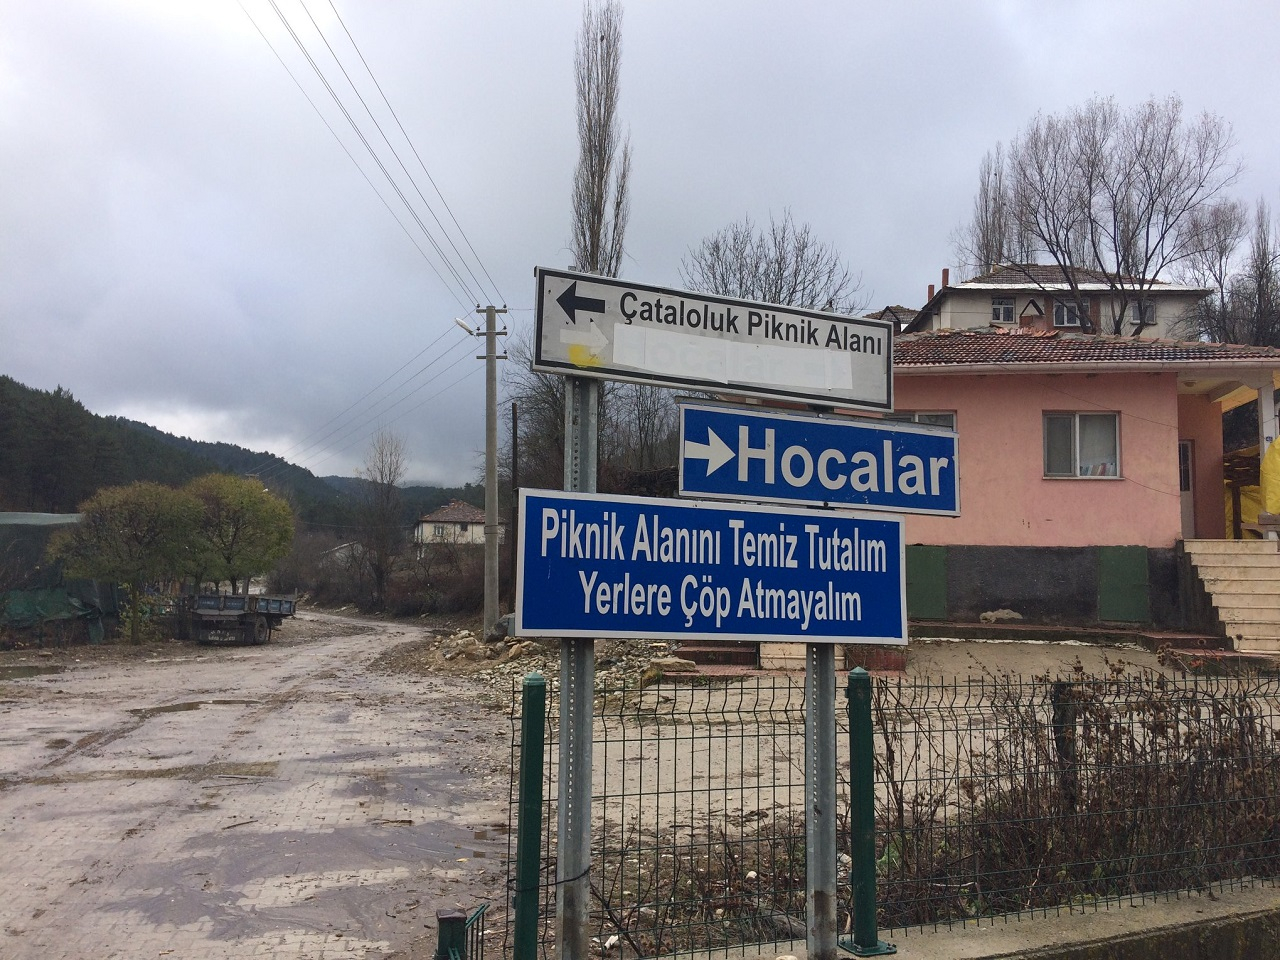 Çataloluk Piknik Alanı
Hocalar
Piknik Alanını Temiz Tutalım
Yerlere Çöp Atmayalım